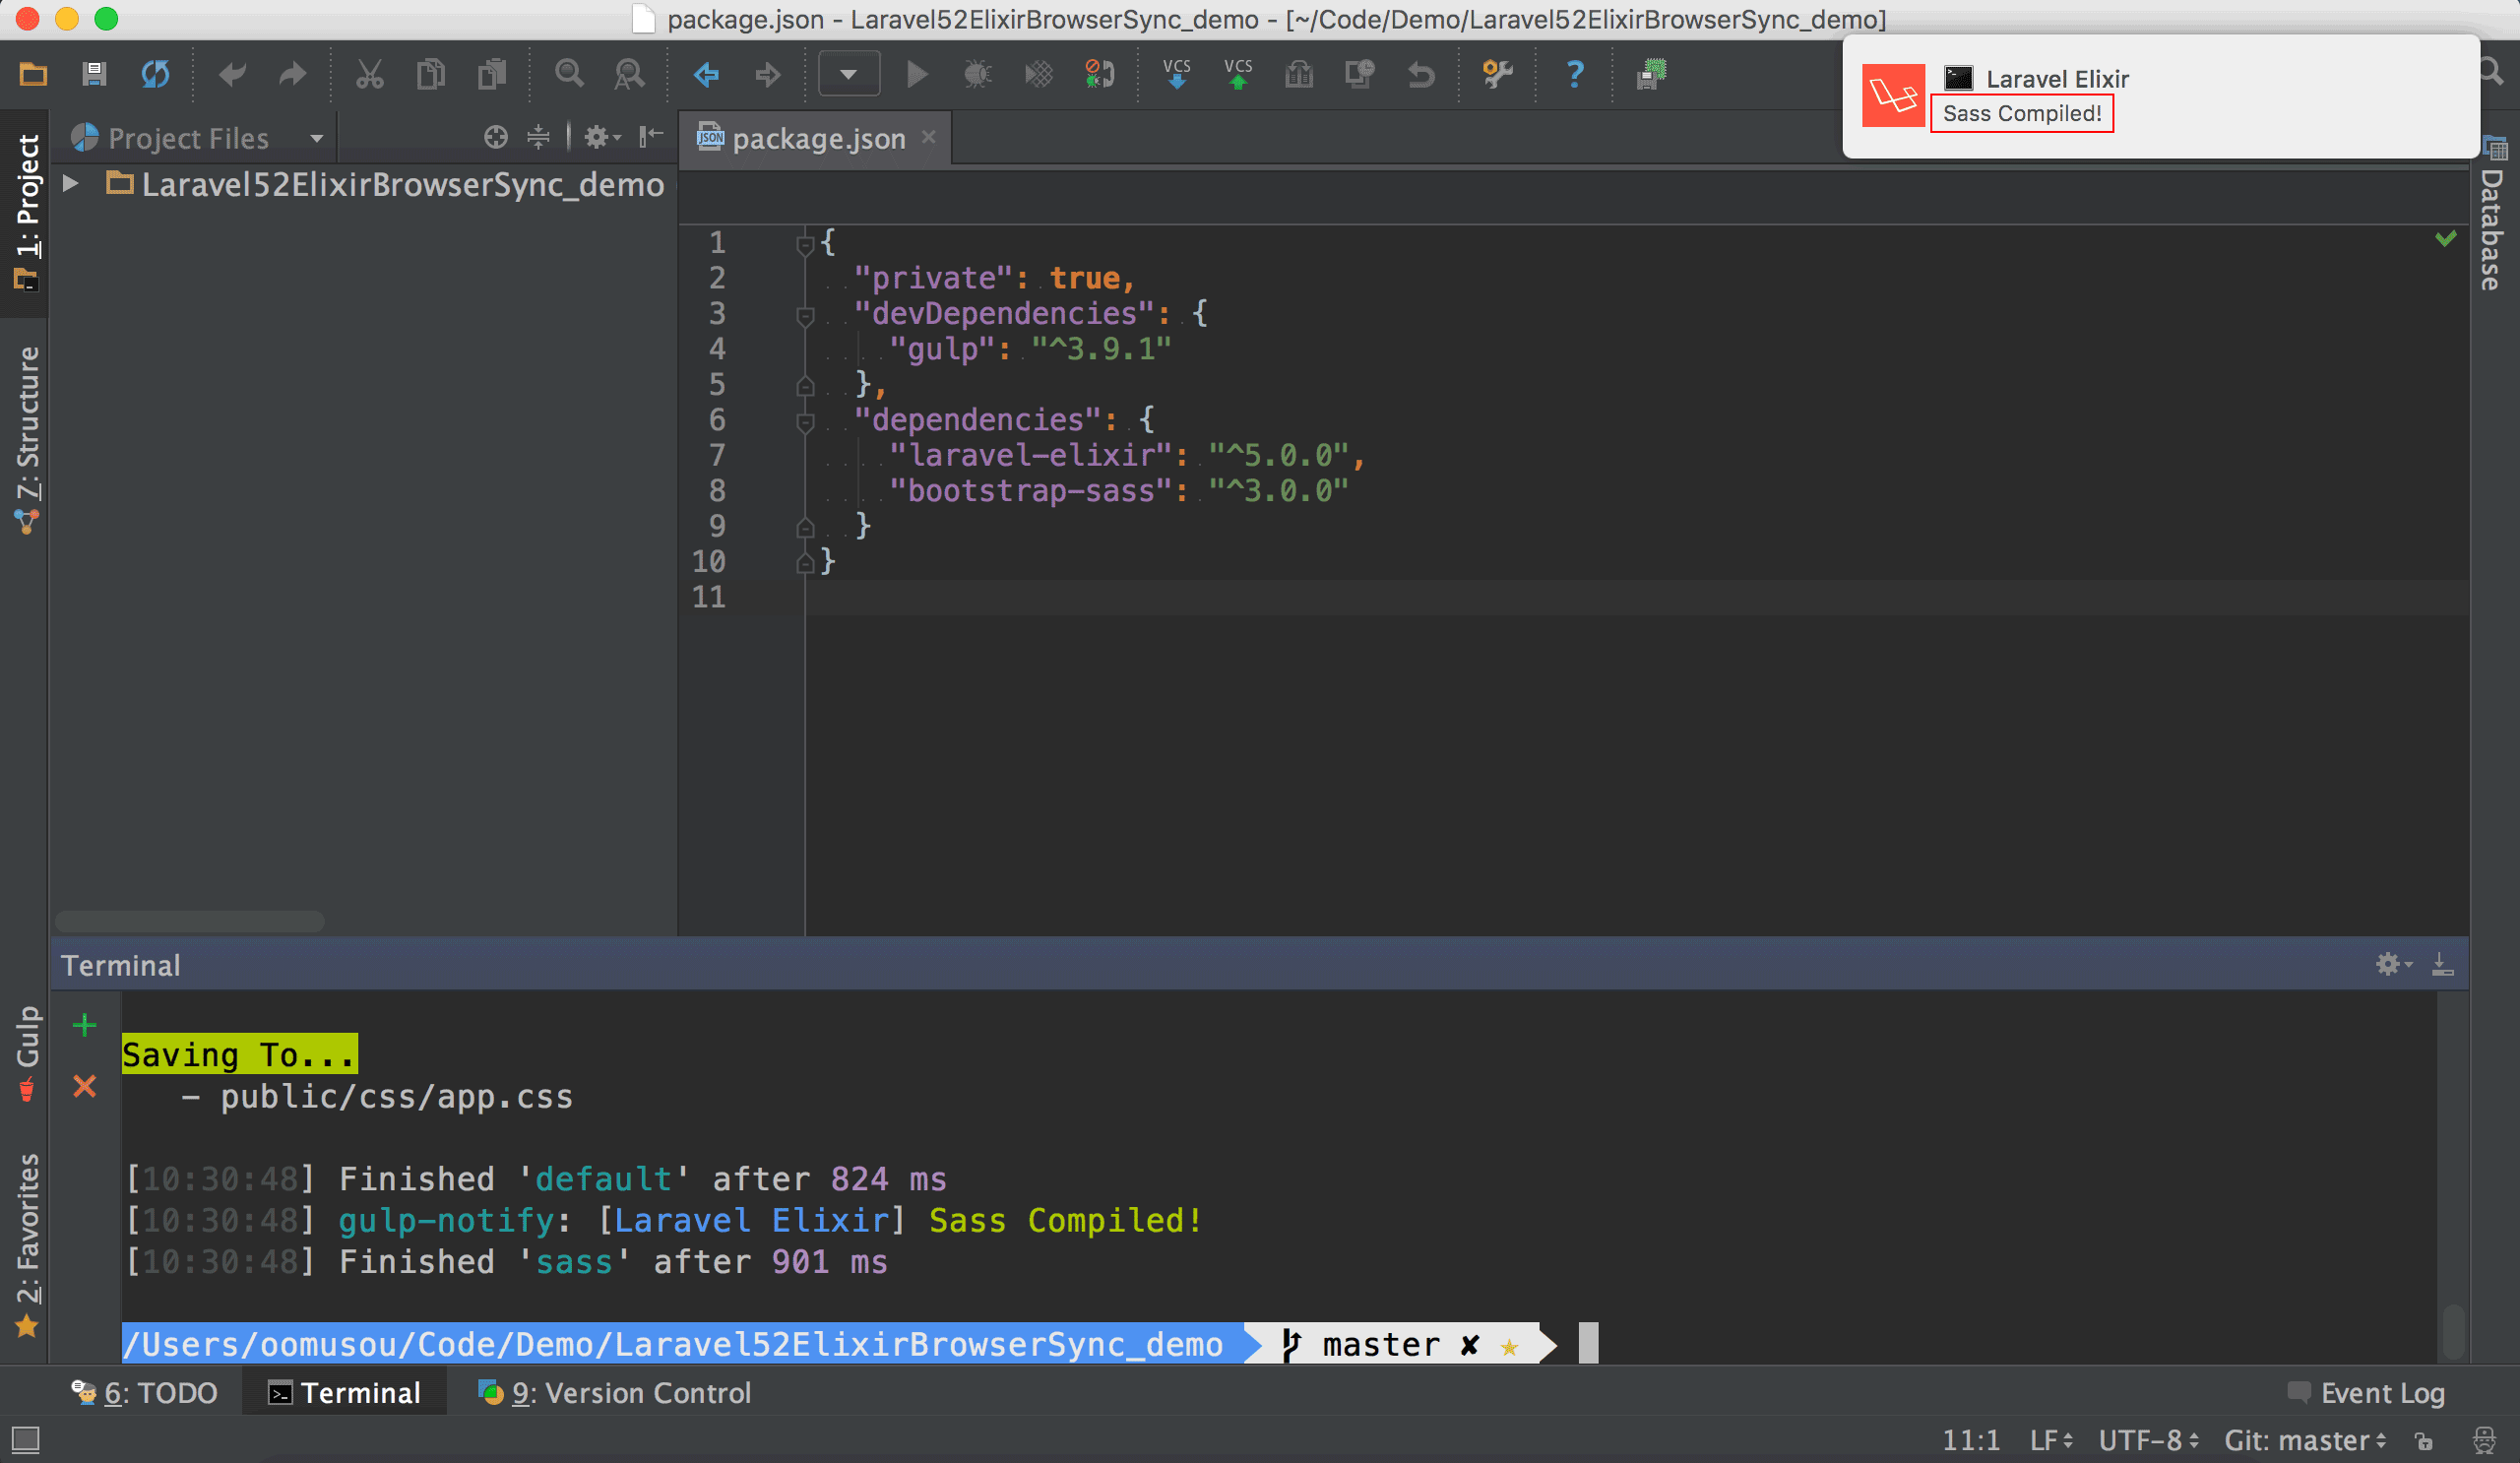 package.json - Laravel52ElixirBrowserSync_demo - [~/Code/Demo/Laravel52ElixirBrowserSync_demo]
VCS
VCS
?
Laravel Elixir
Sass Compiled!
Project Files
JSON
package.json
1: Project
Laravel52ElixirBrowserSync_demo
Database
1 {
2 "private": true,
3 "devDependencies": {
4 "gulp": "^3.9.1"
5 },
6 "dependencies": {
7 "laravel-elixir": "^5.0.0",
8 "bootstrap-sass": "^3.0.0"
9 }
10 }
11
7: Structure
Terminal
Gulp
2: Favorites
Saving To...
- public/css/app.css
[10:30:48] Finished 'default' after 824 ms
[10:30:48] gulp-notify: [Laravel Elixir] Sass Compiled!
[10:30:48] Finished 'sass' after 901 ms
/Users/oomusou/Code/Demo/Laravel52ElixirBrowserSync_demo master ✘ ★
6: TODO
Terminal
9: Version Control
Event Log
11:1 LF UTF-8 Git: master